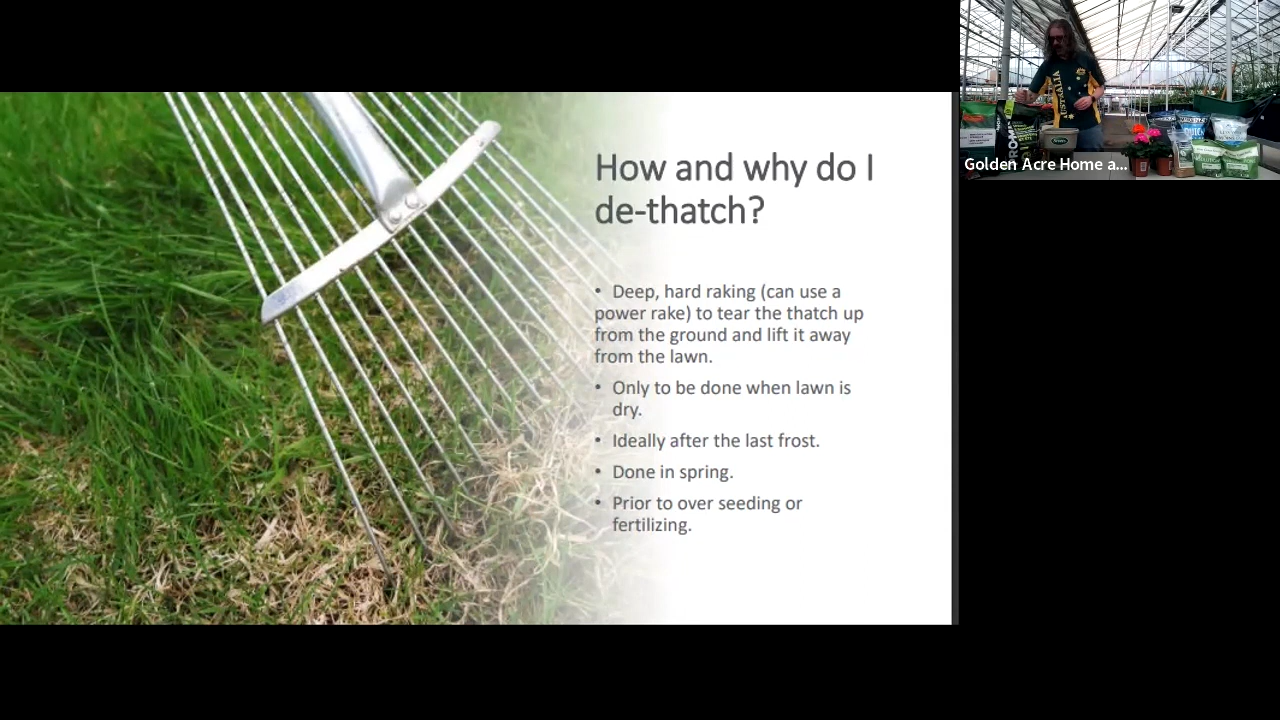 How and why do I
de-thatch?
• Deep, hard raking (can use a
power rake) to tear the thatch up
from the ground and lift it away
from the lawn.
• Only to be done when lawn is
dry.
• Ideally after the last frost.
• Done in spring.
• Prior to over seeding or
fertilizing.
AUSTRALIA
Golden Acre Home a...